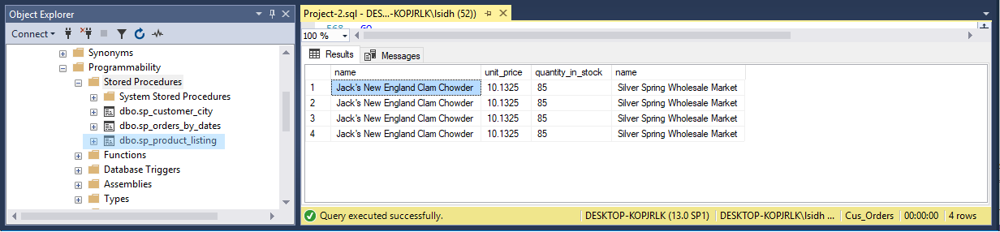 Object Explorer
Connect
Synonyms
Programmability
Stored Procedures
System Stored Procedures
dbo.sp_customer_city
dbo.sp_orders_by_dates
dbo.sp_product_listing
Functions
Database Triggers
Assemblies
Types
Project-2.sql - DES...-KOPJRLK\lsidh (52))
568 GO
100 %
Results Messages
name unit_price quantity_in_stock name
1 Jack's New England Clam Chowder 10.1325 85 Silver Spring Wholesale Market
2 Jack's New England Clam Chowder 10.1325 85 Silver Spring Wholesale Market
3 Jack's New England Clam Chowder 10.1325 85 Silver Spring Wholesale Market
4 Jack's New England Clam Chowder 10.1325 85 Silver Spring Wholesale Market
Query executed successfully. DESKTOP-KOPJRLK (13.0 SP1) DESKTOP-KOPJRLK\lsidh ... Cus_Orders 00:00:00 4 rows